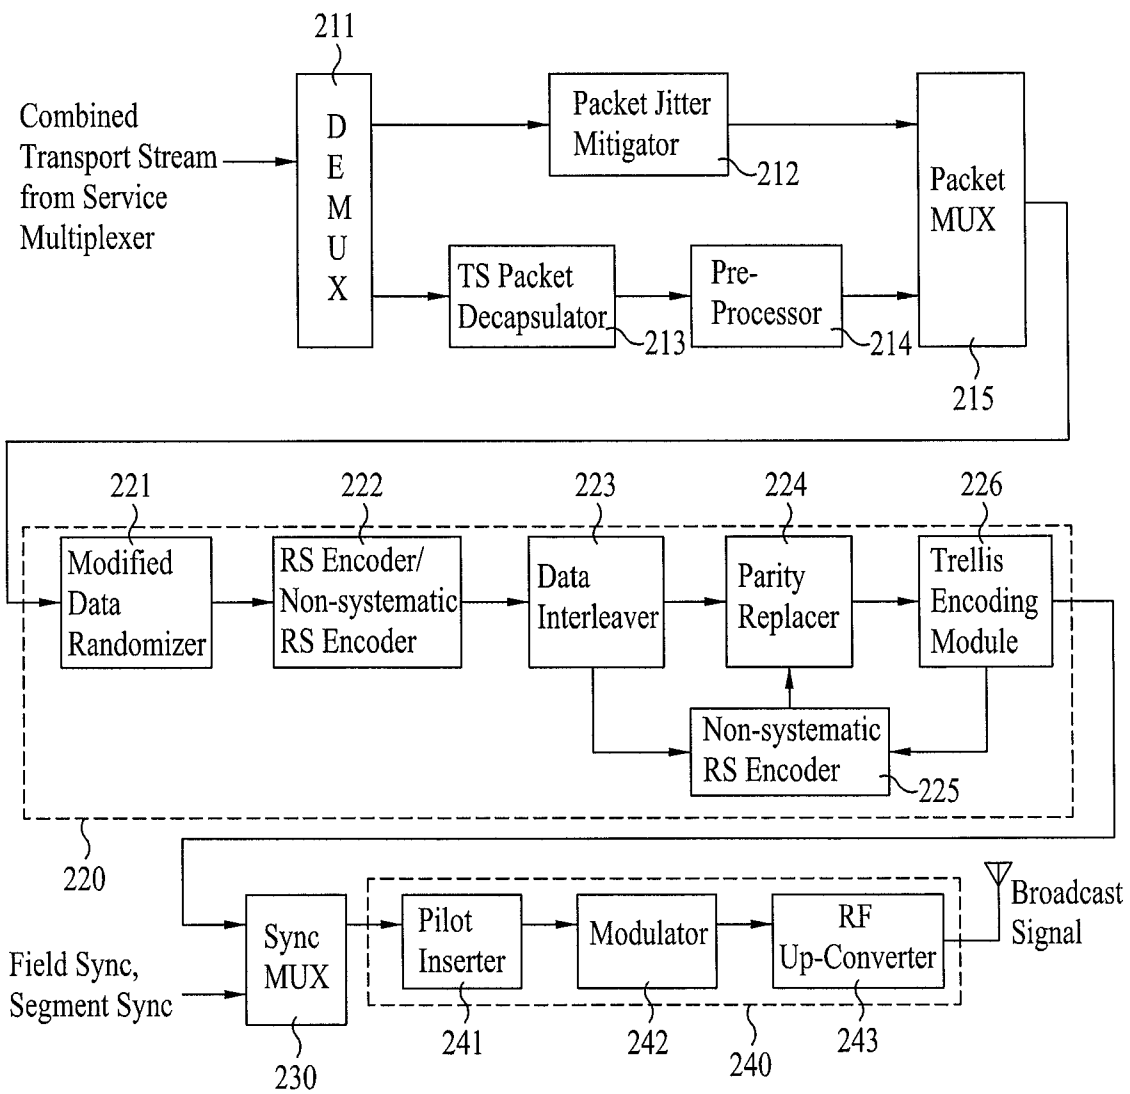 211
Combined
Transport Stream
from Service
Multiplexer
D
E
M
U
X
Packet Jitter
Mitigator
212
TS Packet
Decapsulator
213
Pre-
Processor
214
Packet
MUX
215
221
222
223
224
226
Modified
Data
Randomizer
RS Encoder/
Non-systematic
RS Encoder
Data
Interleaver
Parity
Replacer
Trellis
Encoding
Module
Non-systematic
RS Encoder
225
220
Field Sync,
Segment Sync
Sync
MUX
230
Pilot
Inserter
241
Modulator
242
RF
Up-Converter
243
240
Broadcast
Signal